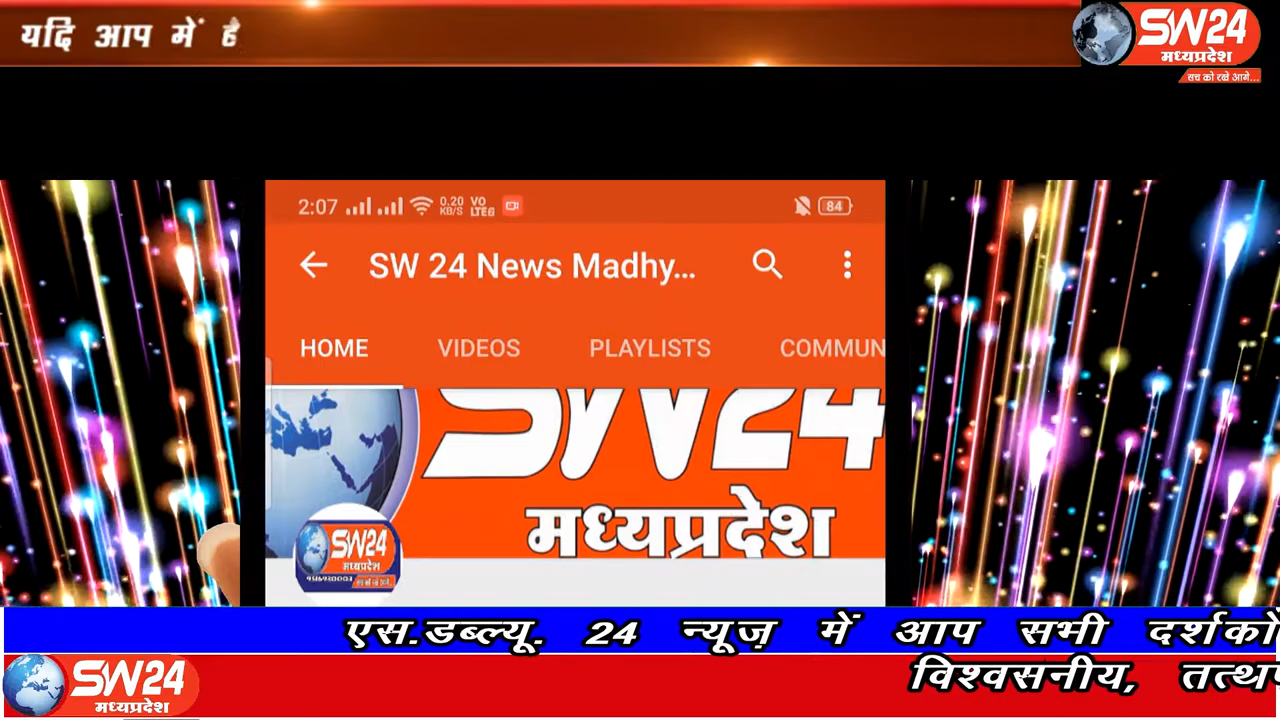 यदि आप में है
SW24
मध्यप्रदेश
सच को रखे आगे...
2:07 0.20 KB/S VO LTE 84
SW 24 News Madhy...
HOME VIDEOS PLAYLISTS COMMUN
SW24
मध्यप्रदेश
SW24
मध्यप्रदेश
एस.डब्ल्यू. 24 न्यूज़ में आप सभी दर्शकों
विश्वसनीय,
SW24
मध्यप्रदेश